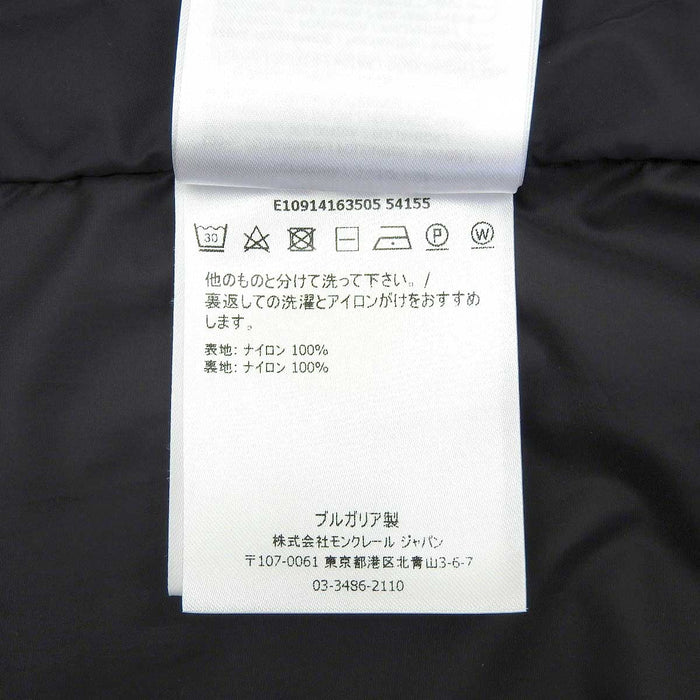 E10914163505 54155
30 P W
他のものと分けて洗って下さい。/
裏返しての洗濯とアイロンがけをおすすめ
します。
表地: ナイロン 100%
裏地: ナイロン 100%
ブルガリア製
株式会社モンクレール ジャパン
〒107-0061 東京都港区北青山3-6-7
03-3486-2110